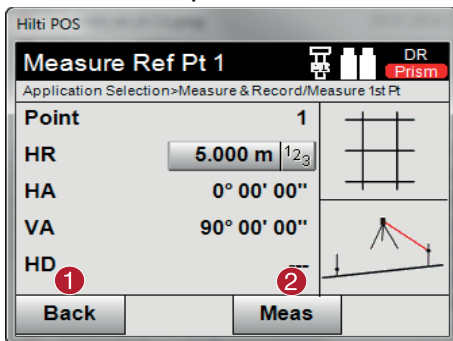 Hilti POS
Measure Ref Pt 1
DR
Prism
Application Selection>Measure & Record/Measure 1st Pt
Point 1
HR 5.000 m 123
HA 0° 00' 00"
VA 90° 00' 00"
HD ---
1 2
Back Meas